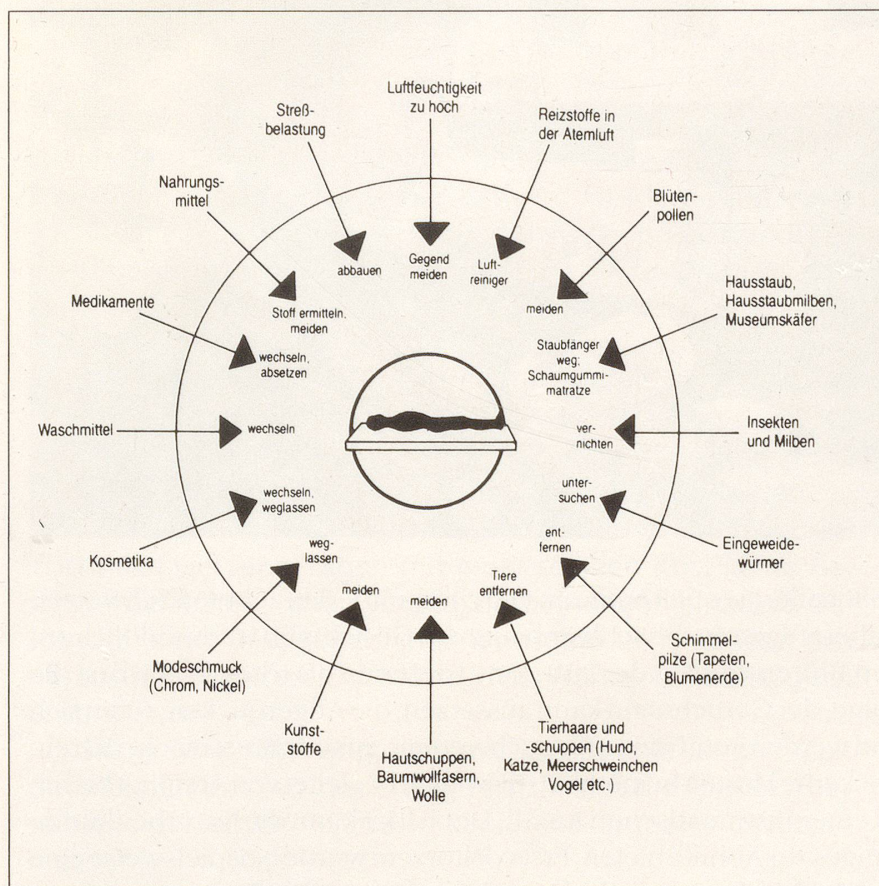 Luftfeuchtigkeit
zu hoch
Gegend
meiden
Reizstoffe in
der Atemluft
Luft-
reiniger
Blüten-
pollen
meiden
Hausstaub,
Hausstaubmilben,
Museumskäfer
Staubfänger
weg;
Schaumgummi-
matratze
Insekten
und Milben
ver-
nichten
Eingeweide-
würmer
unter-
suchen
Schimmel-
pilze (Tapeten,
Blumenerde)
ent-
fernen
Tierhaare und
-schuppen (Hund,
Katze, Meerschweinchen
Vogel etc.)
Tiere
entfernen
Hautschuppen,
Baumwollfasern,
Wolle
meiden
Kunst-
stoffe
meiden
Modeschmuck
(Chrom, Nickel)
weg-
lassen
Kosmetika
wechseln,
weglassen
Waschmittel
wechseln
Medikamente
wechseln,
absetzen
Nahrungs-
mittel
Stoff ermitteln,
meiden
Streß-
belastung
abbauen